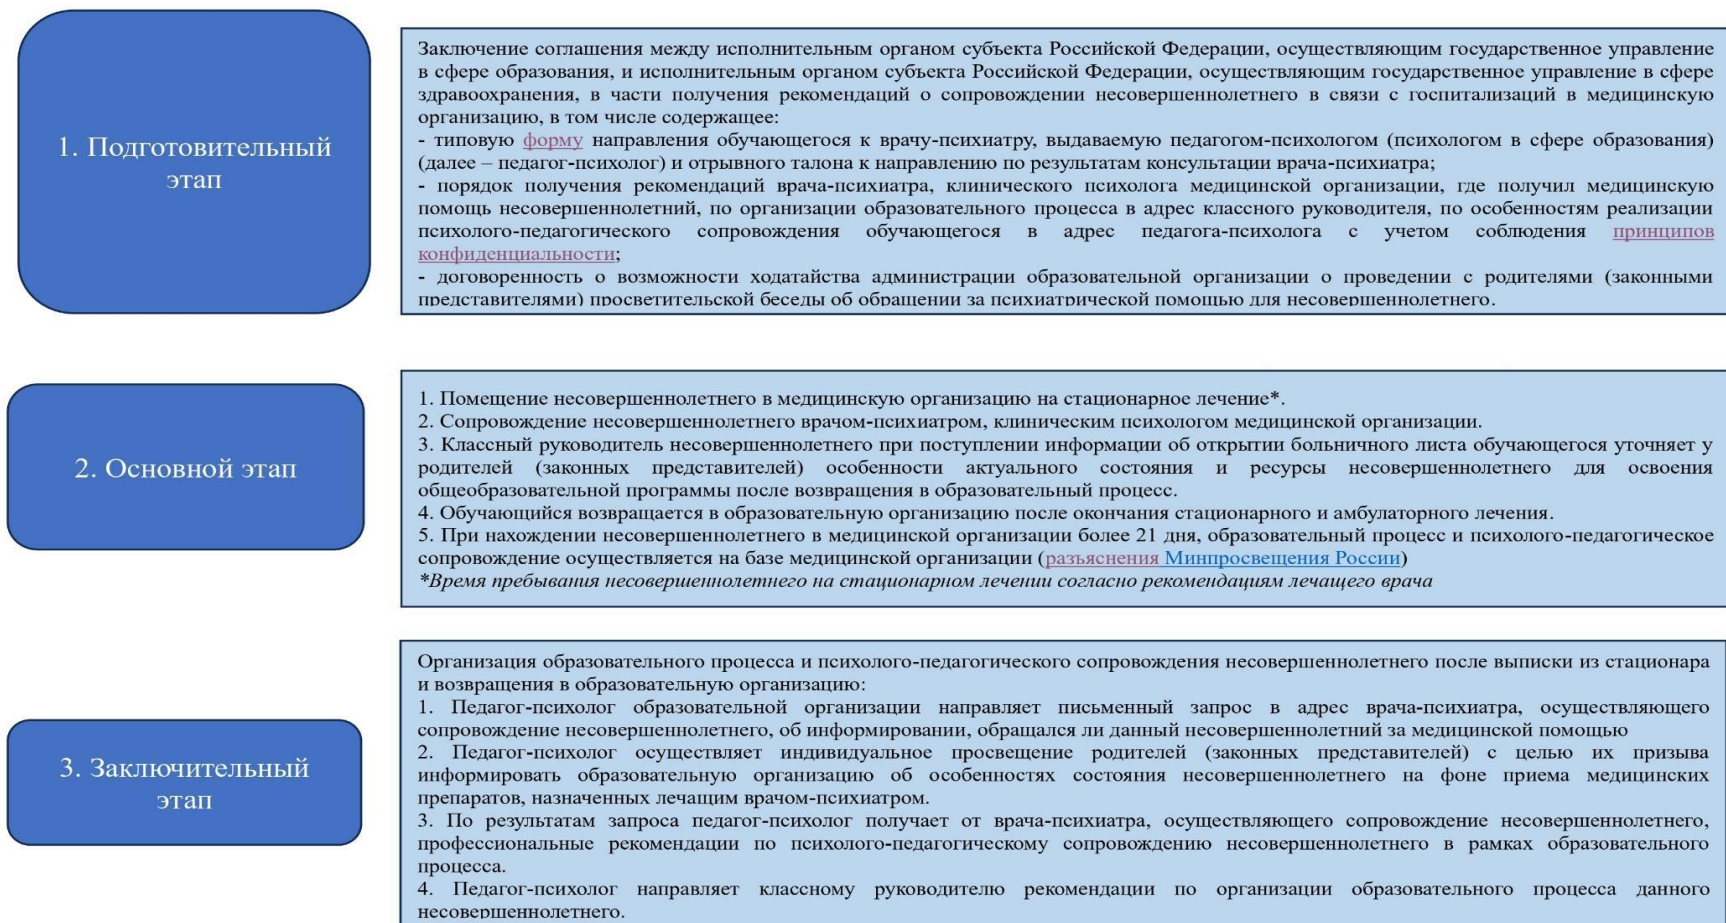 1. Подготовительный
этап
Заключение соглашения между исполнительным органом субъекта Российской Федерации, осуществляющим государственное управление
в сфере образования, и исполнительным органом субъекта Российской Федерации, осуществляющим государственное управление в сфере
здравоохранения, в части получения рекомендаций о сопровождении несовершеннолетнего в связи с госпитализаций в медицинскую
организацию, в том числе содержащее:
- типовую форму направления обучающегося к врачу-психиатру, выдаваемую педагогом-психологом (психологом в сфере образования)
(далее – педагог-психолог) и отрывного талона к направлению по результатам консультации врача-психиатра;
- порядок получения рекомендаций врача-психиатра, клинического психолога медицинской организации, где получил медицинскую
помощь несовершеннолетний, по организации образовательного процесса в адрес классного руководителя, по особенностям реализации
психолого-педагогического сопровождения обучающегося в адрес педагога-психолога с учетом соблюдения принципов
конфиденциальности;
- договоренность о возможности ходатайства администрации образовательной организации о проведении с родителями (законными
представителями) просветительской беседы об обращении за психиатрической помощью для несовершеннолетнего.
2. Основной этап
1. Помещение несовершеннолетнего в медицинскую организацию на стационарное лечение*.
2. Сопровождение несовершеннолетнего врачом-психиатром, клиническим психологом медицинской организации.
3. Классный руководитель несовершеннолетнего при поступлении информации об открытии больничного листа обучающегося уточняет у
родителей (законных представителей) особенности актуального состояния и ресурсы несовершеннолетнего для освоения
общеобразовательной программы после возвращения в образовательный процесс.
4. Обучающийся возвращается в образовательную организацию после окончания стационарного и амбулаторного лечения.
5. При нахождении несовершеннолетнего в медицинской организации более 21 дня, образовательный процесс и психолого-педагогическое
сопровождение осуществляется на базе медицинской организации (разъяснения Минпросвещения России)
*Время пребывания несовершеннолетнего на стационарном лечении согласно рекомендациям лечащего врача
3. Заключительный
этап
Организация образовательного процесса и психолого-педагогического сопровождения несовершеннолетнего после выписки из стационара
и возвращения в образовательную организацию:
1. Педагог-психолог образовательной организации направляет письменный запрос в адрес врача-психиатра, осуществляющего
сопровождение несовершеннолетнего, об информировании, обращался ли данный несовершеннолетний за медицинской помощью
2. Педагог-психолог осуществляет индивидуальное просвещение родителей (законных представителей) с целью их призыва
информировать образовательную организацию об особенностях состояния несовершеннолетнего на фоне приема медицинских
препаратов, назначенных лечащим врачом-психиатром.
3. По результатам запроса педагог-психолог получает от врача-психиатра, осуществляющего сопровождение несовершеннолетнего,
профессиональные рекомендации по психолого-педагогическому сопровождению несовершеннолетнего в рамках образовательного
процесса.
4. Педагог-психолог направляет классному руководителю рекомендации по организации образовательного процесса данного
несовершеннолетнего.